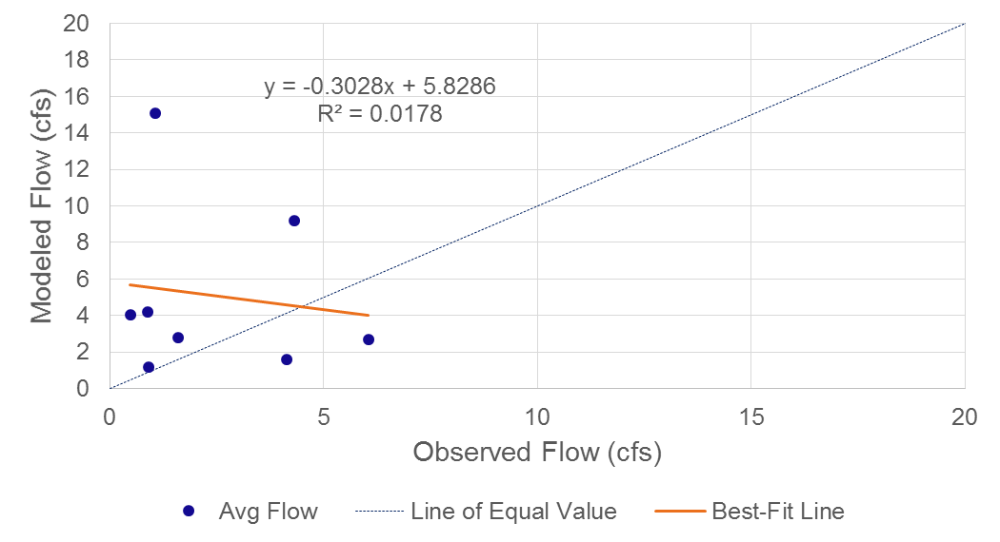 20
18
16
14
12
10
8
6
4
2
0
Modeled Flow (cfs)
y = -0.3028x + 5.8286
R² = 0.0178
0 5 10 15 20
Observed Flow (cfs)
Avg Flow Line of Equal Value Best-Fit Line